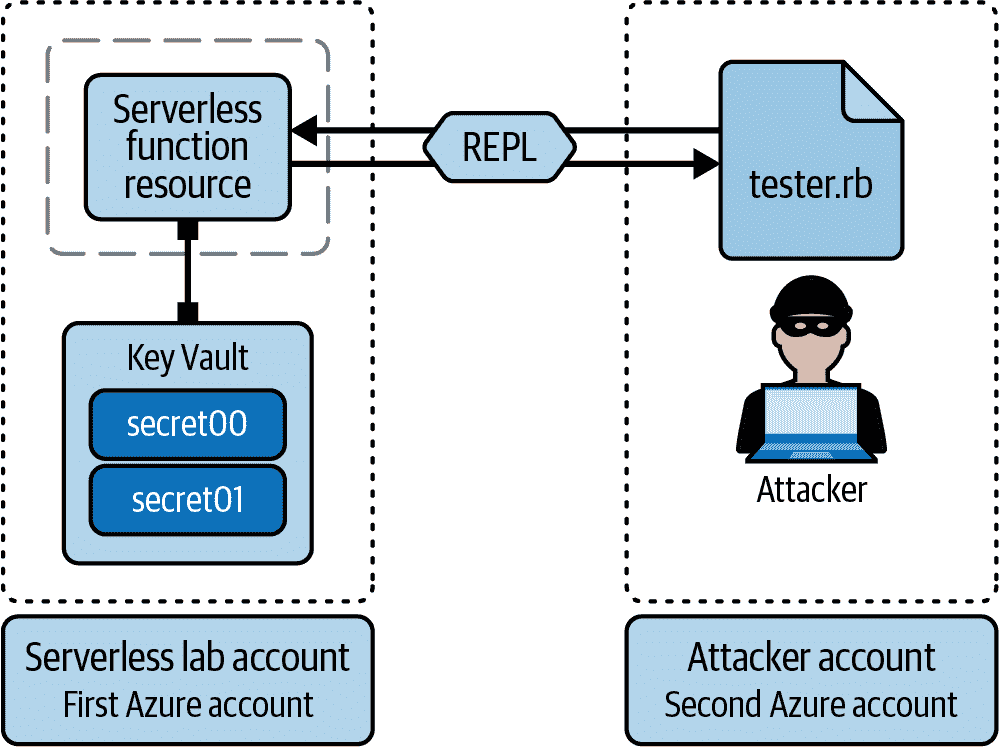 Serverless
function
resource
REPL
tester.rb
Key Vault
secret00
secret01
Attacker
Serverless lab account
First Azure account
Attacker account
Second Azure account